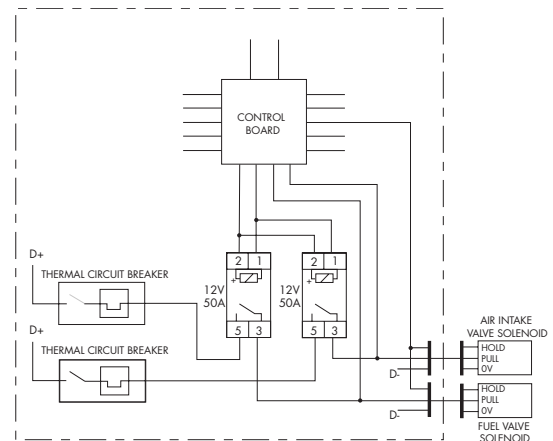 CONTROL
BOARD
2 1
2 1
D+
THERMAL CIRCUIT BREAKER
+
+
12V
50A
12V
50A
5 3
5 3
D+
THERMAL CIRCUIT BREAKER
AIR INTAKE
VALVE SOLENOID
HOLD
PULL
0V
D-
HOLD
PULL
0V
D-
FUEL VALVE
SOLENOID